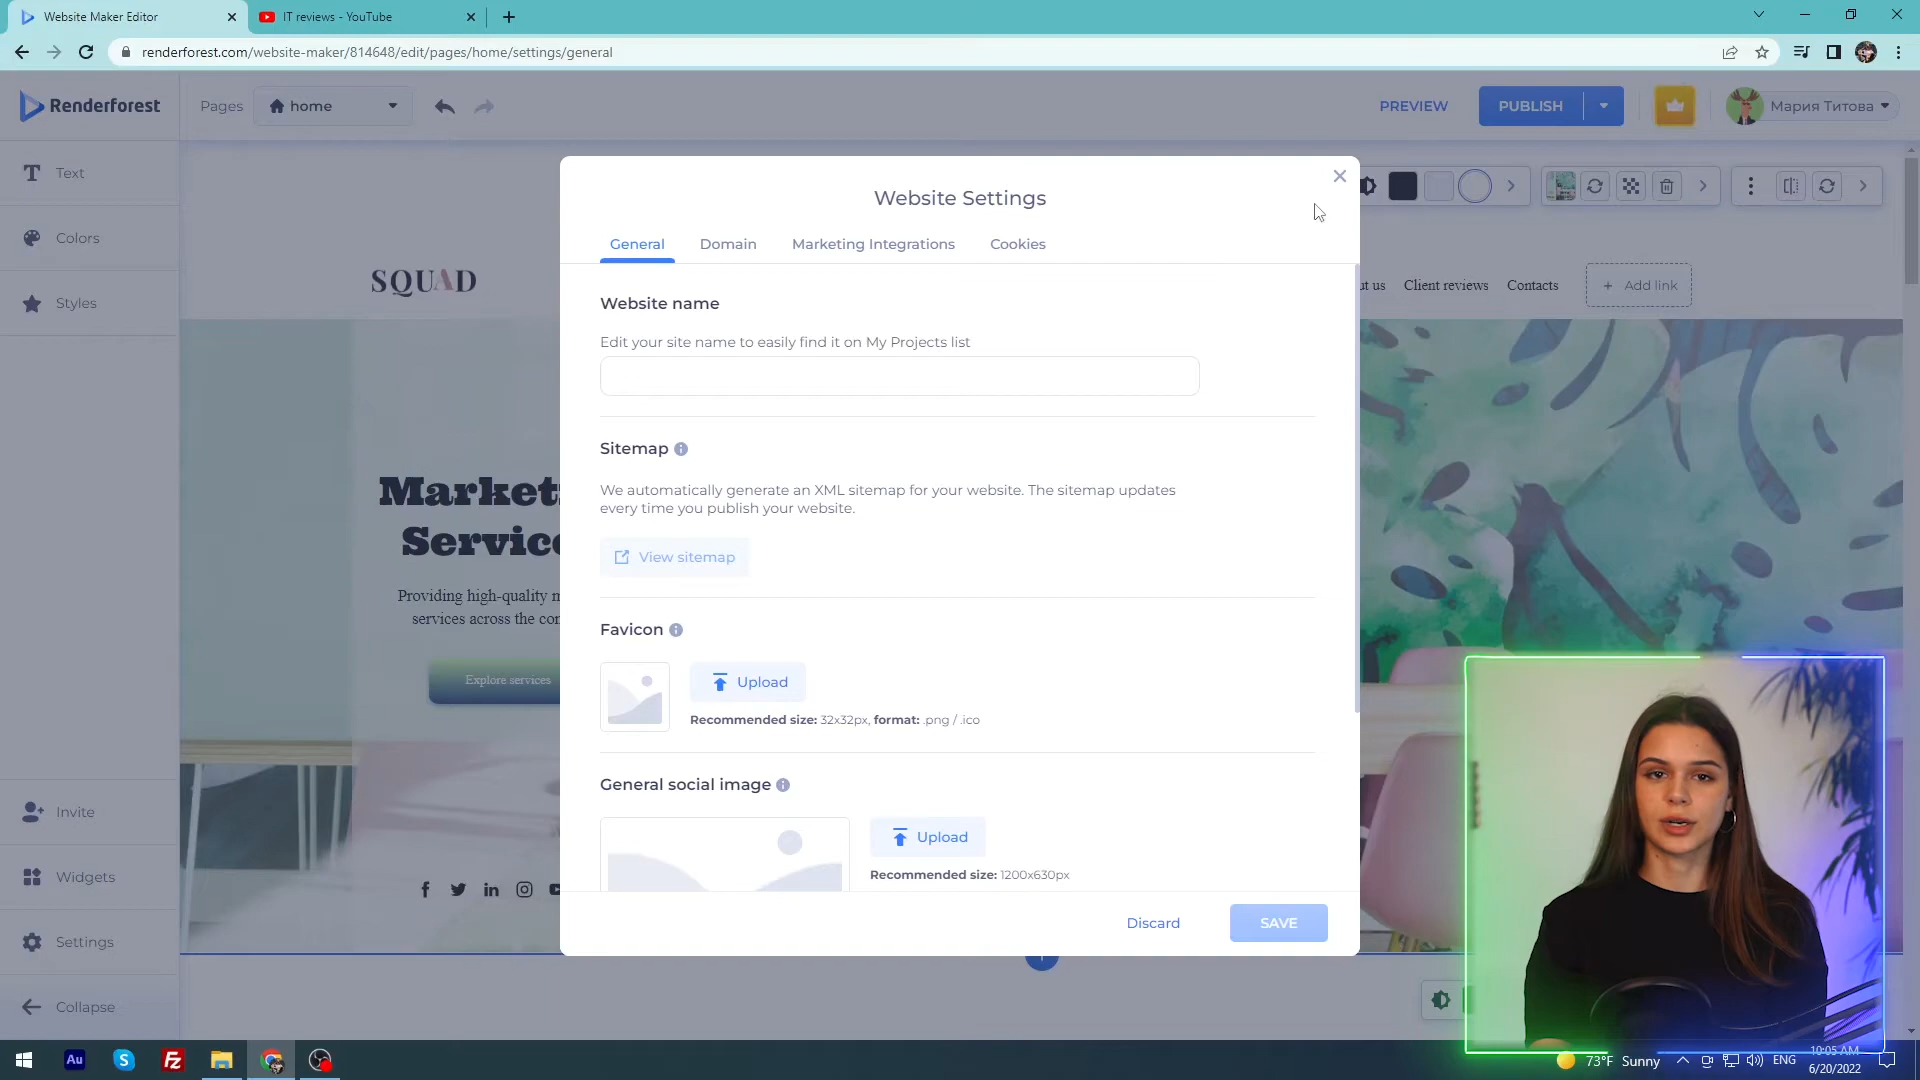 Website Maker Editor
IT reviews - YouTube
renderforest.com/website-maker/814648/edit/pages/home/settings/general
Renderforest
Pages
home
PREVIEW
PUBLISH
Мария Титова
Text
Colors
Styles
Invite
Widgets
Settings
Collapse
SQUAD
ut us
Client reviews
Contacts
+ Add link
Market
Service
Providing high-quality m
services across the con
Explore services
Website Settings
General
Domain
Marketing Integrations
Cookies
Website name
Edit your site name to easily find it on My Projects list
Sitemap
We automatically generate an XML sitemap for your website. The sitemap updates
every time you publish your website.
View sitemap
Favicon
Upload
Recommended size: 32x32px, format: .png / .ico
General social image
Upload
Recommended size: 1200x630px
Discard
SAVE
Au
73°F Sunny
ENG
10:05 AM
6/20/2022